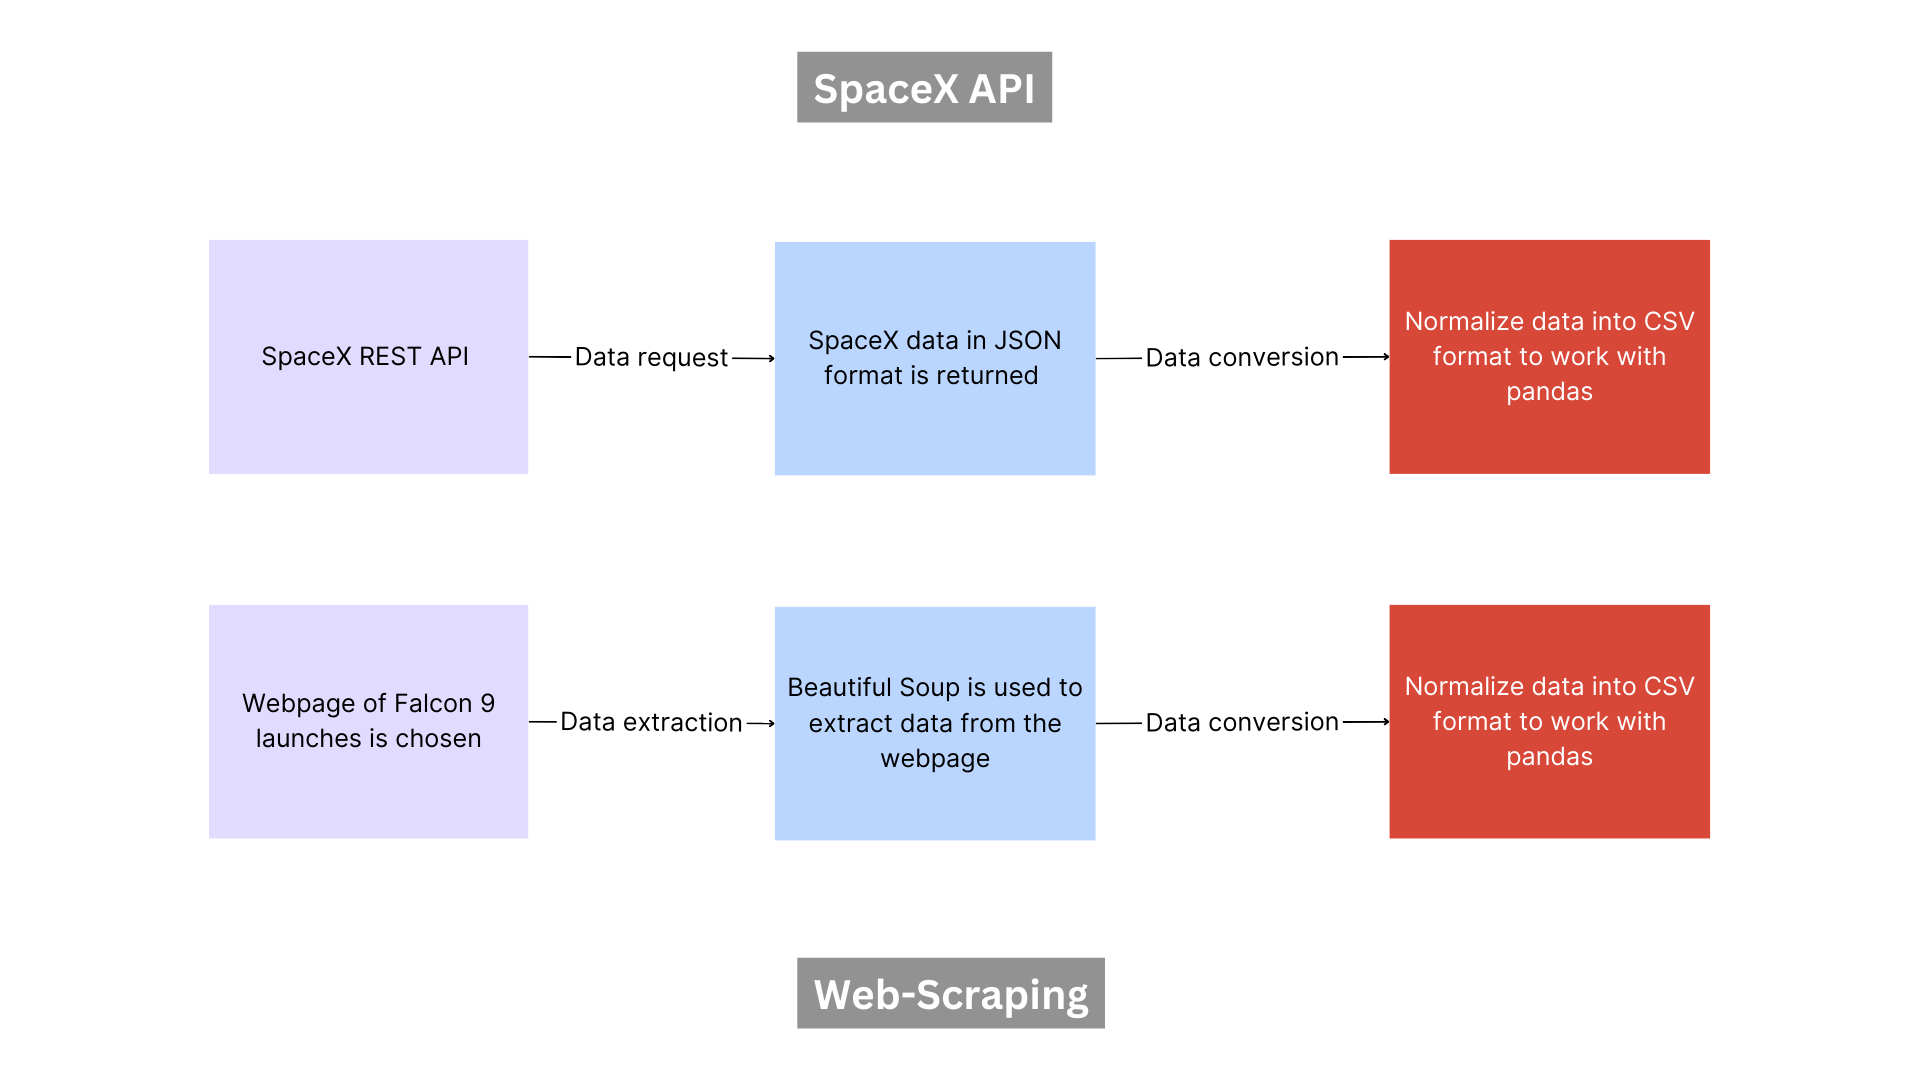 SpaceX API
SpaceX REST API
Data request
SpaceX data in JSON
format is returned
Data conversion
Normalize data into CSV
format to work with
pandas
Webpage of Falcon 9
launches is chosen
Data extraction
Beautiful Soup is used to
extract data from the
webpage
Data conversion
Normalize data into CSV
format to work with
pandas
Web-Scraping